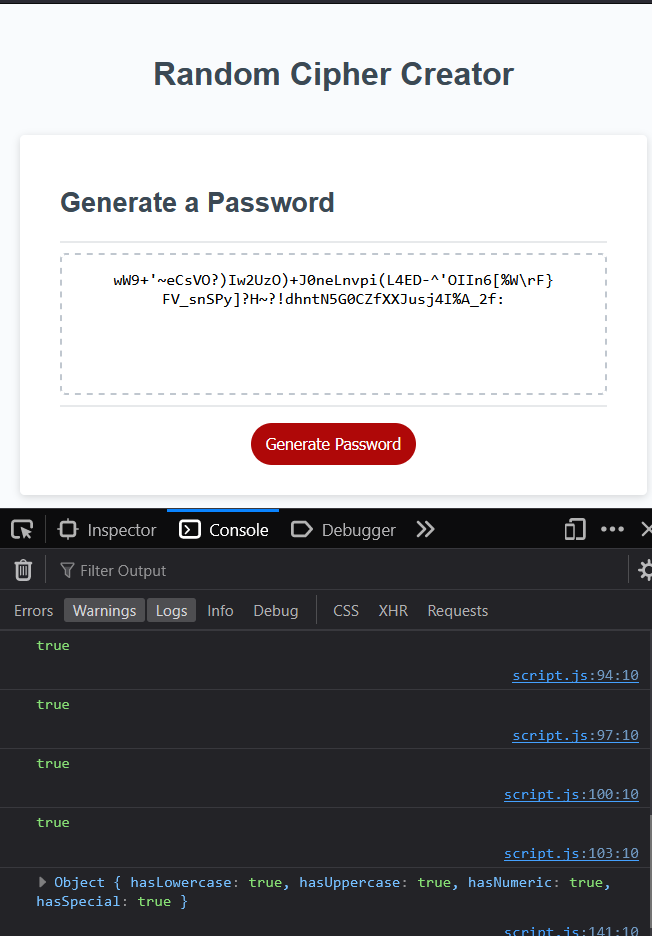 Random Cipher Creator
Generate a Password
wW9+'~eCsVO?)Iw2UzO)+J0neLnvpi(L4ED-^'OIIn6[%W\rF}
FV_snSPy]?H~?!dhntN5G0CZfXXJusj4I%A_2f:
Generate Password
Inspector Console Debugger
Filter Output
Errors Warnings Logs Info Debug CSS XHR Requests
true
script.js:94:10
true
script.js:97:10
true
script.js:100:10
true
script.js:103:10
Object { hasLowercase: true, hasUppercase: true, hasNumeric: true,
hasSpecial: true }
script.js:141:10